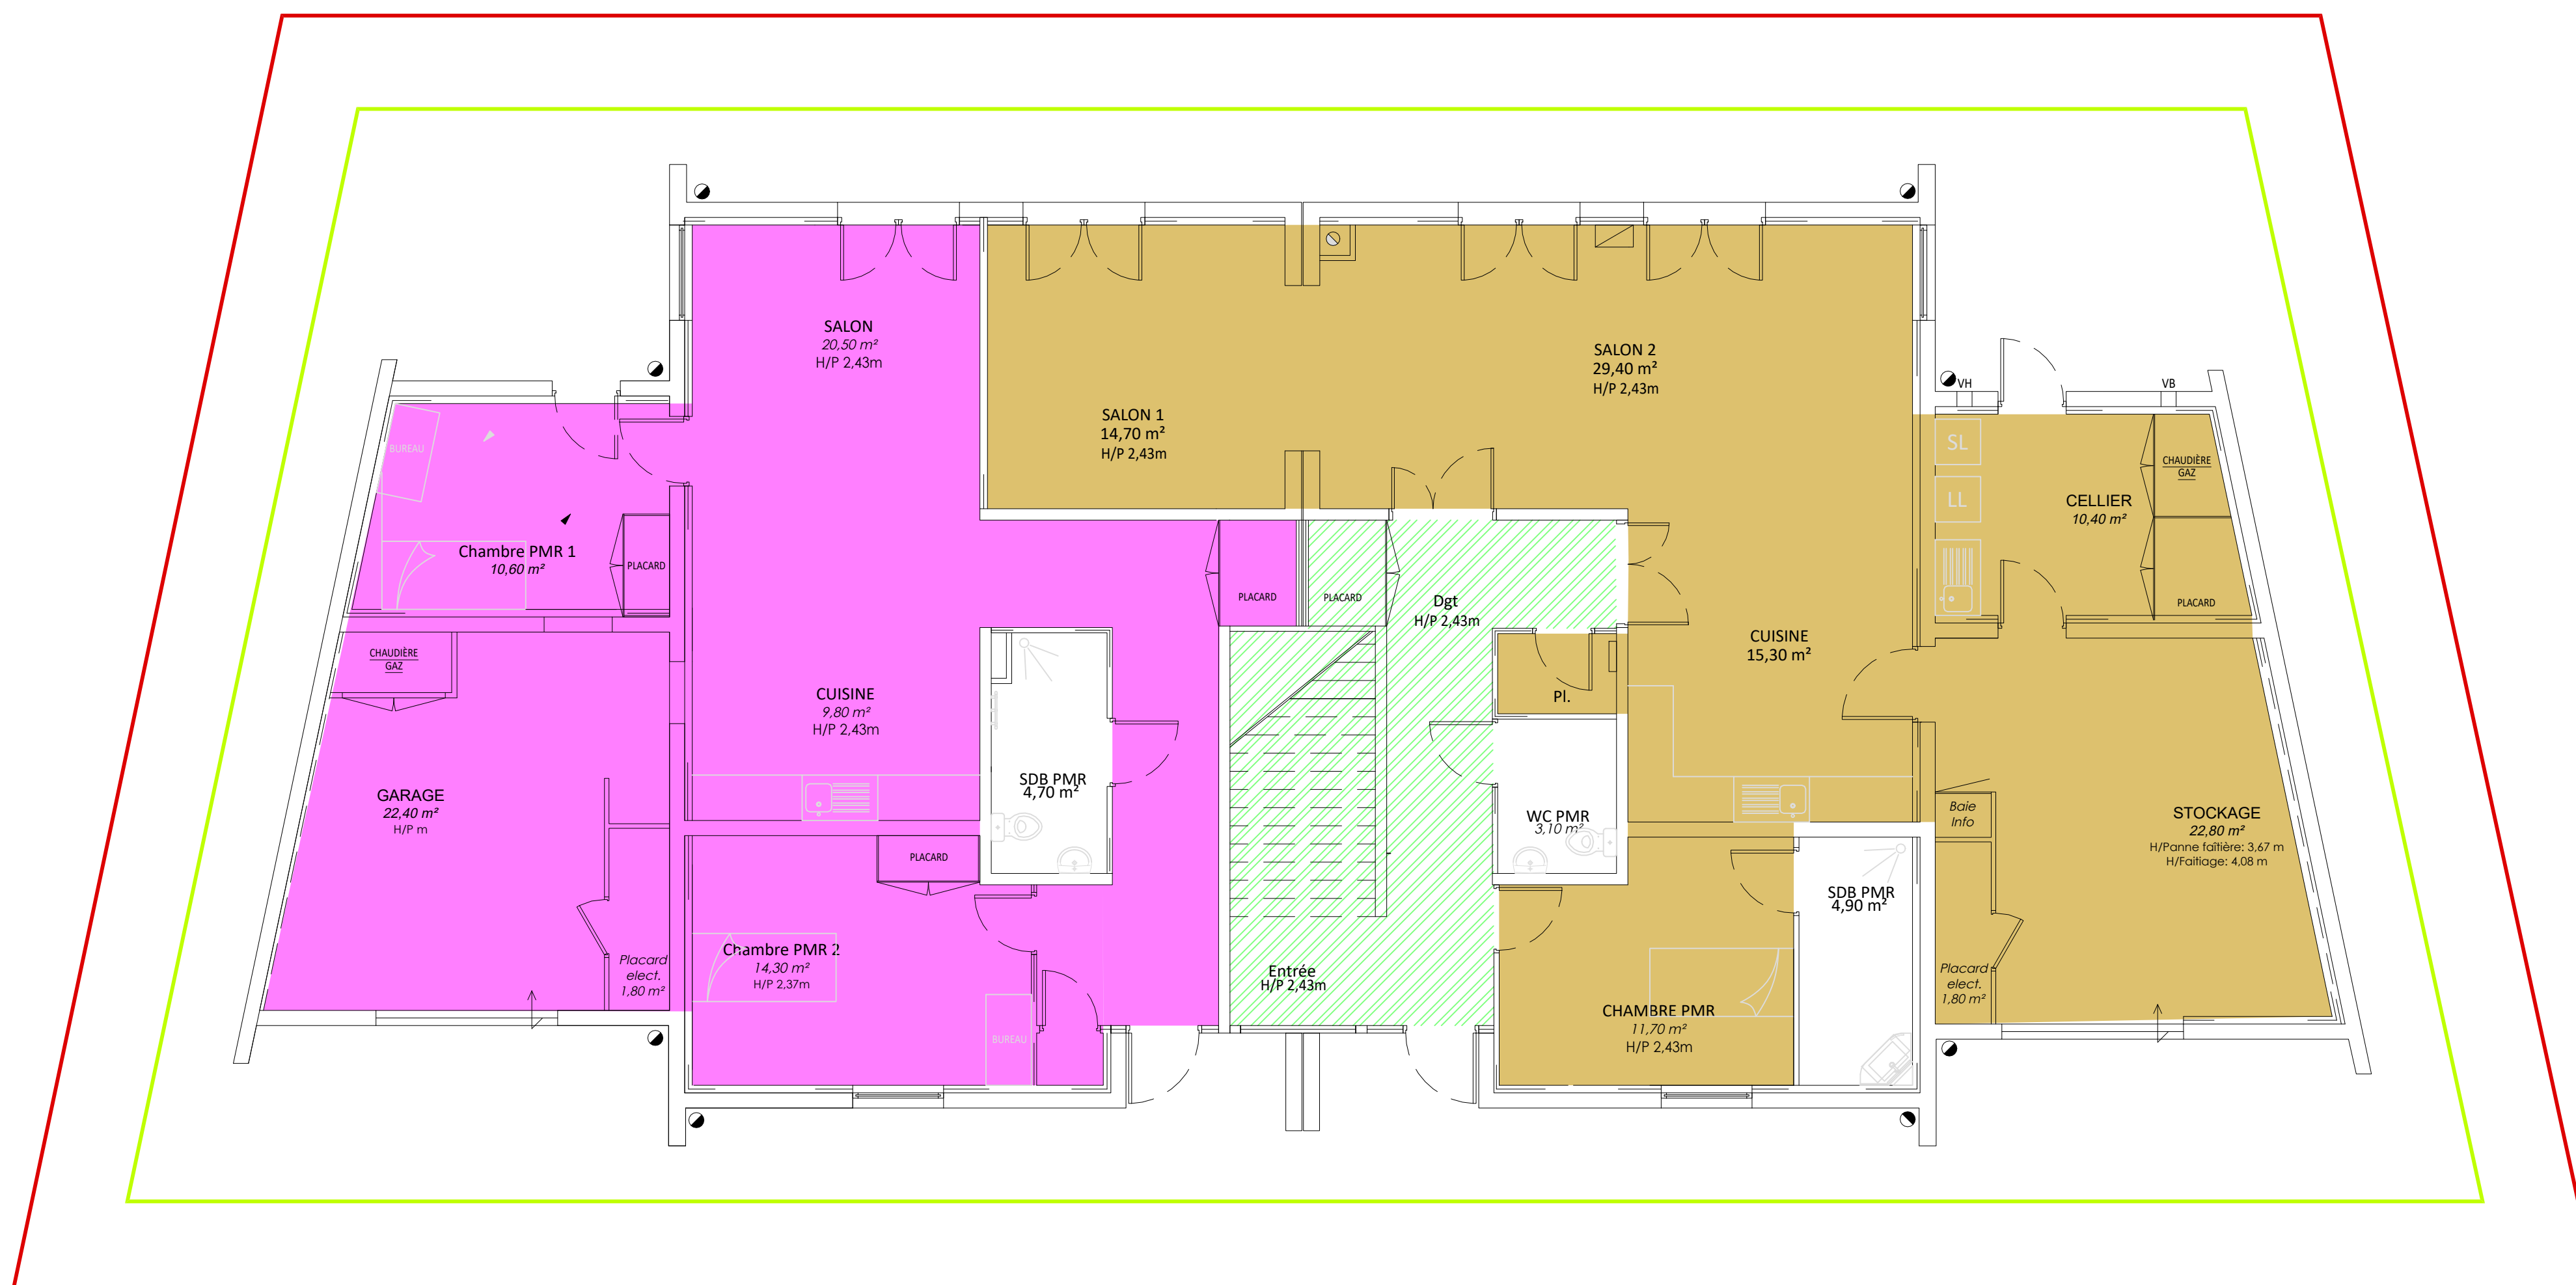 SALON
20,50 m²
H/P 2,43m
SALON 1
14,70 m²
H/P 2,43m
SALON 2
29,40 m²
H/P 2,43m
VH
VB
BUREAU
Chambre PMR 1
10,60 m²
PLACARD
SL
LL
CELLIER
10,40 m²
CHAUDIÈRE
GAZ
PLACARD
PLACARD
PLACARD
Dgt
H/P 2,43m
CHAUDIÈRE
GAZ
CUISINE
9,80 m²
H/P 2,43m
CUISINE
15,30 m²
Pl.
GARAGE
22,40 m²
H/P m
SDB PMR
4,70 m²
WC PMR
3,10 m²
Baie
Info
STOCKAGE
22,80 m²
H/Panne faîtière: 3,67 m
H/Faitiage: 4,08 m
PLACARD
SDB PMR
4,90 m²
Placard
elect.
1,80 m²
Chambre PMR 2
14,30 m²
H/P 2,37m
BUREAU
Entrée
H/P 2,43m
CHAMBRE PMR
11,70 m²
H/P 2,43m
Placard
elect.
1,80 m²